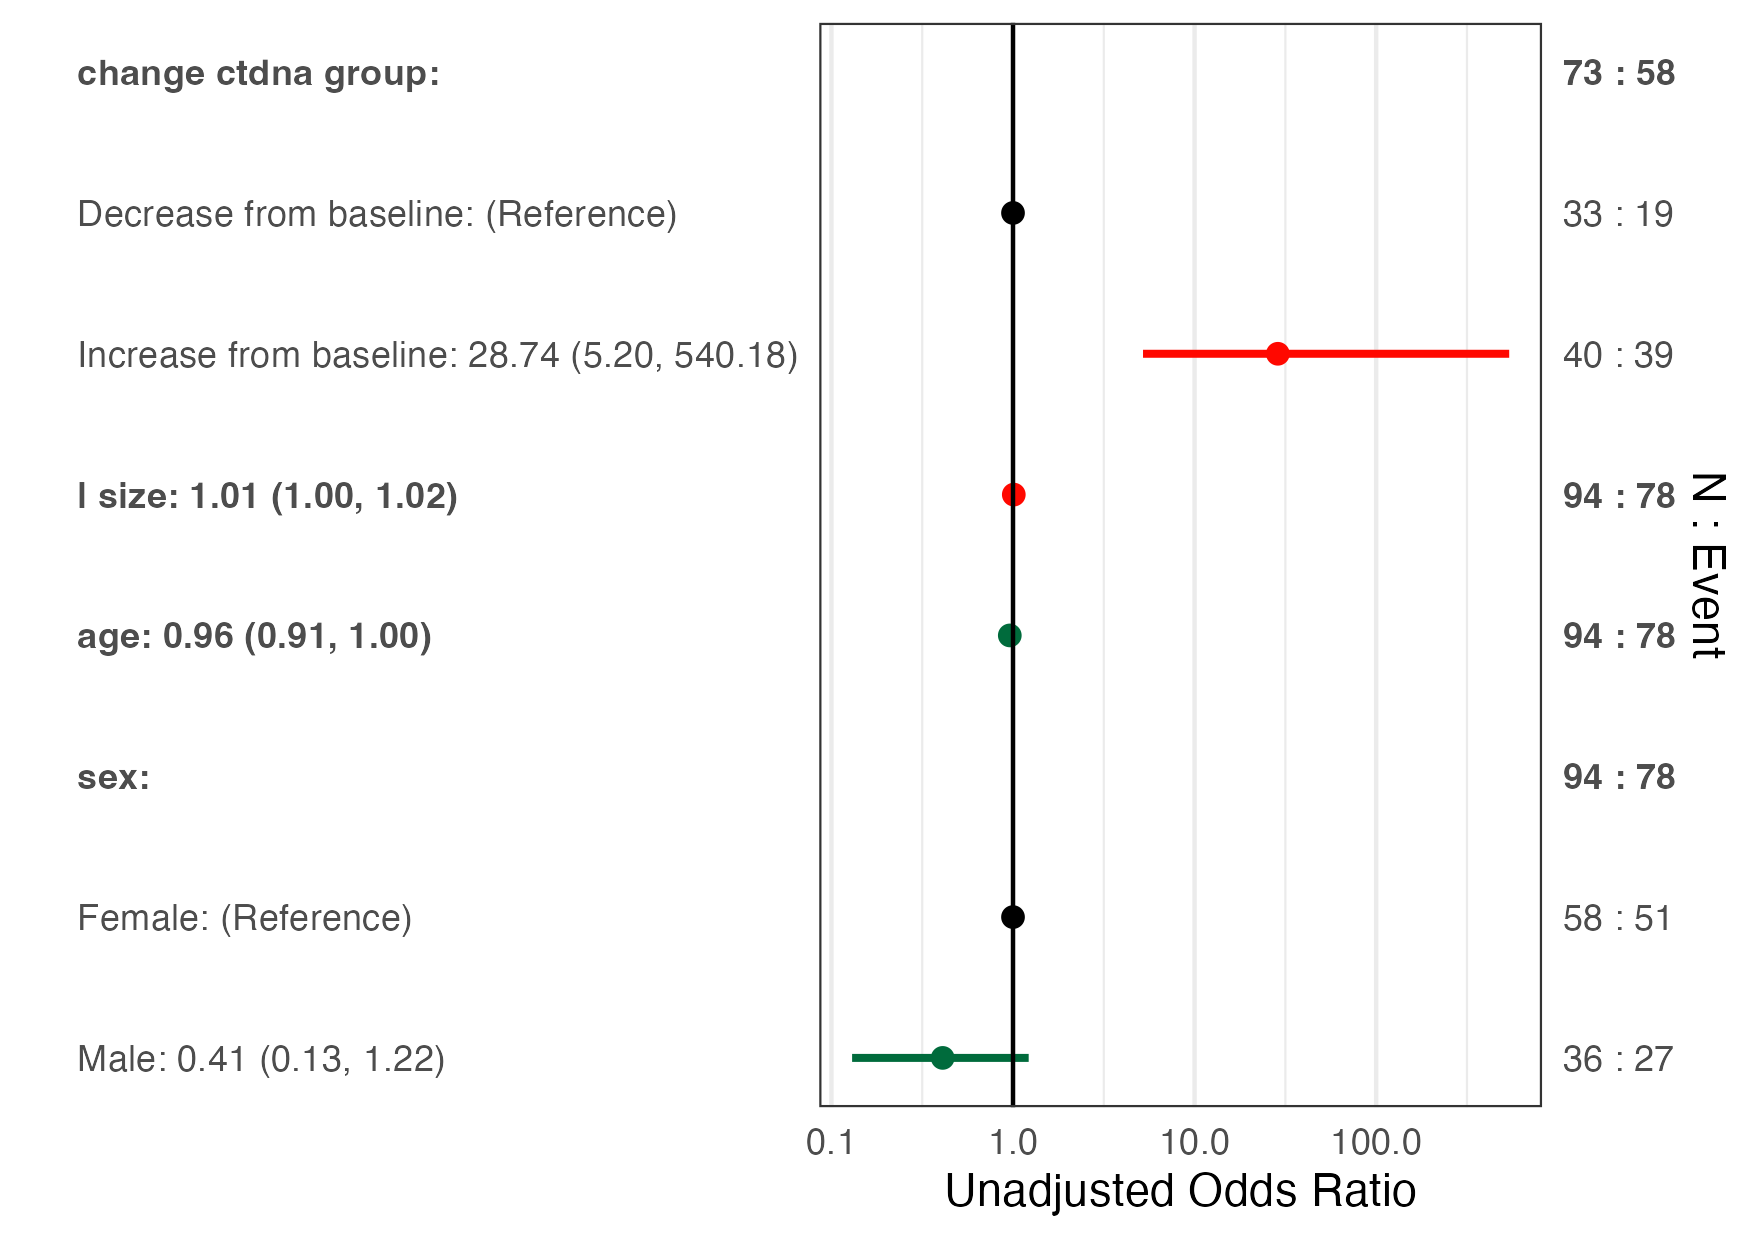 change ctdna group: 73 : 58
Decrease from baseline: (Reference) 33 : 19
Increase from baseline: 28.74 (5.20, 540.18) 40 : 39
l size: 1.01 (1.00, 1.02) 94 : 78
age: 0.96 (0.91, 1.00) 94 : 78
sex: 94 : 78
Female: (Reference) 58 : 51
Male: 0.41 (0.13, 1.22) 36 : 27
N : Event
0.1 1.0 10.0 100.0
Unadjusted Odds Ratio